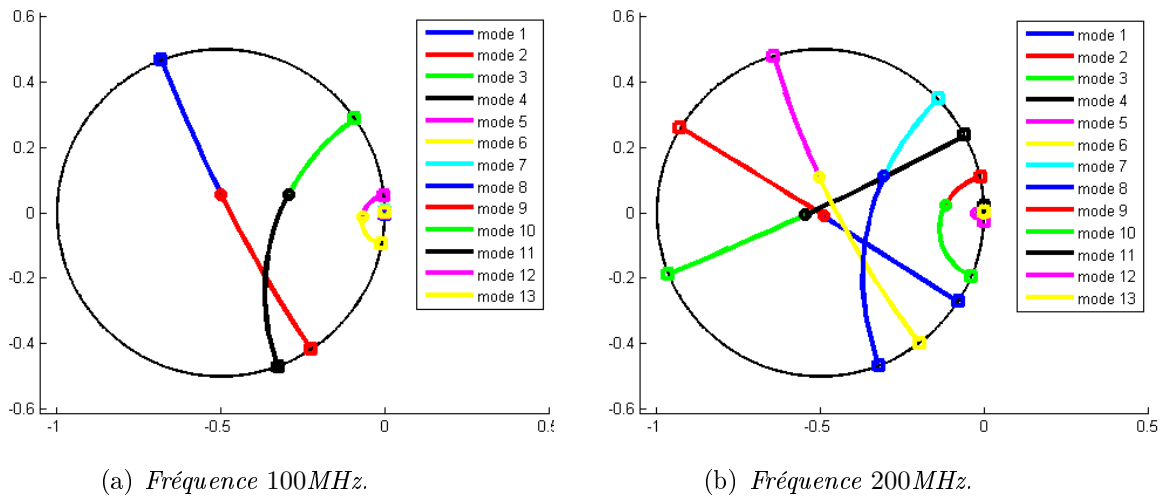 0.6
0.4
0.2
0
-0.2
-0.4
-0.6
-1
-0.5
0
0.5
mode 1
mode 2
mode 3
mode 4
mode 5
mode 6
mode 7
mode 8
mode 9
mode 10
mode 11
mode 12
mode 13
(a) Fréquence 100MHz.
0.6
0.4
0.2
0
-0.2
-0.4
-0.6
-1
-0.5
0
0.5
mode 1
mode 2
mode 3
mode 4
mode 5
mode 6
mode 7
mode 8
mode 9
mode 10
mode 11
mode 12
mode 13
(b) Fréquence 200MHz.